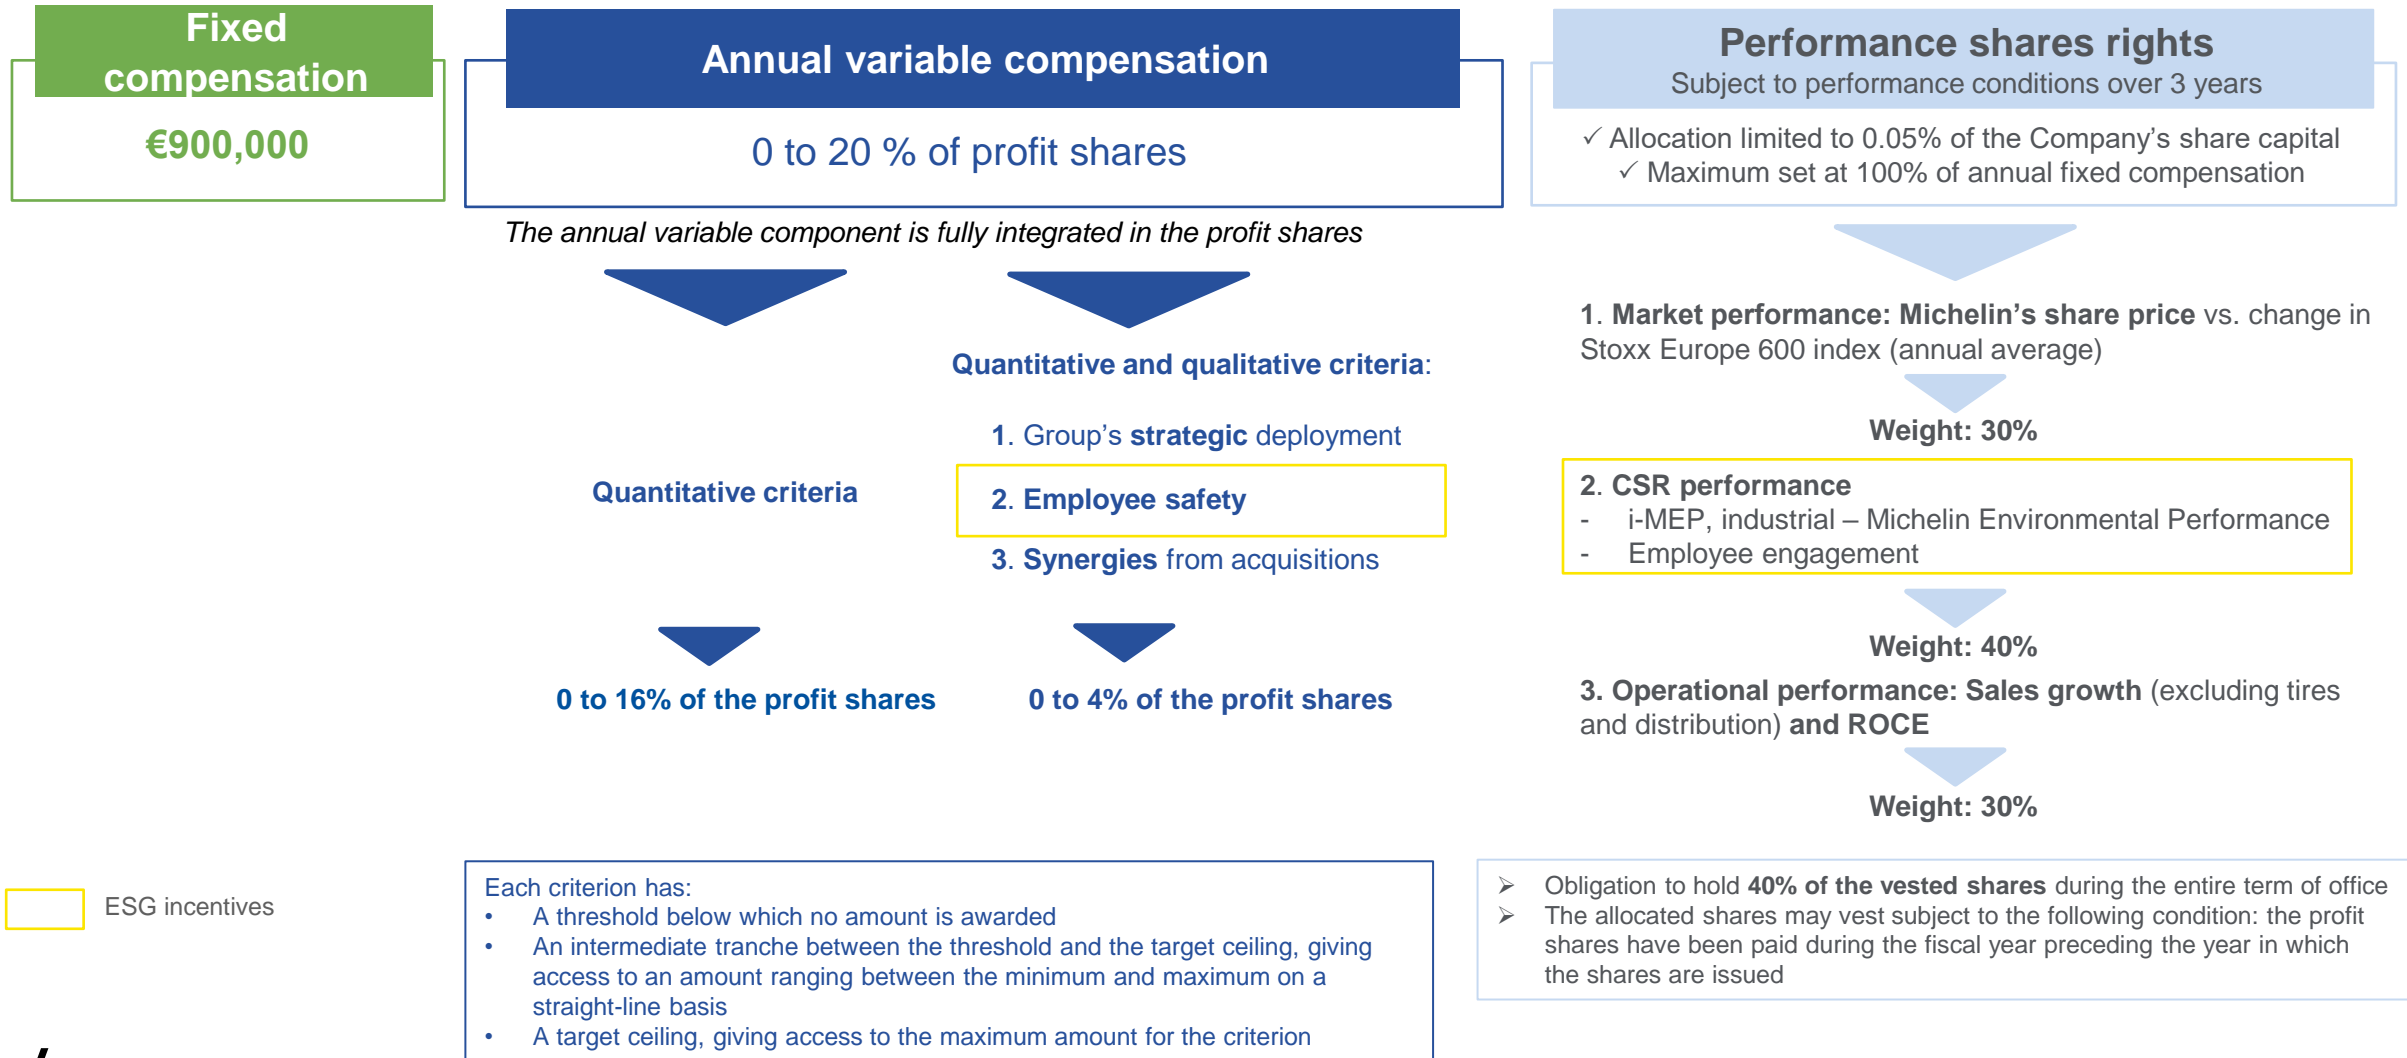 Fixed
compensation
€900,000
Annual variable compensation
0 to 20 % of profit shares
The annual variable component is fully integrated in the profit shares
Quantitative criteria
0 to 16% of the profit shares
Quantitative and qualitative criteria:
1. Group's strategic deployment
2. Employee safety
3. Synergies from acquisitions
0 to 4% of the profit shares
Each criterion has:
• A threshold below which no amount is awarded
• An intermediate tranche between the threshold and the target ceiling, giving
access to an amount ranging between the minimum and maximum on a
straight-line basis
• A target ceiling, giving access to the maximum amount for the criterion
Performance shares rights
Subject to performance conditions over 3 years
✓ Allocation limited to 0.05% of the Company’s share capital
✓ Maximum set at 100% of annual fixed compensation
1. Market performance: Michelin’s share price vs. change in
Stoxx Europe 600 index (annual average)
Weight: 30%
2. CSR performance
- i-MEP, industrial – Michelin Environmental Performance
- Employee engagement
Weight: 40%
3. Operational performance: Sales growth (excluding tires
and distribution) and ROCE
Weight: 30%
➢ Obligation to hold 40% of the vested shares during the entire term of office
➢ The allocated shares may vest subject to the following condition: the profit
shares have been paid during the fiscal year preceding the year in which
the shares are issued
ESG incentives